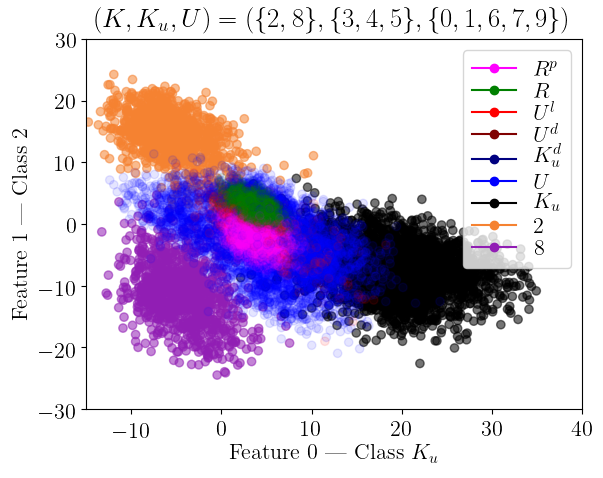 (K, K_u, U) = ({2, 8}, {3, 4, 5}, {0, 1, 6, 7, 9})
30
20
10
0
−10
−20
−30
Feature 1 — Class 2
R^p
R
U^l
U^d
K_u^d
U
K_u
2
8
−10
0
10
20
30
40
Feature 0 — Class K_u